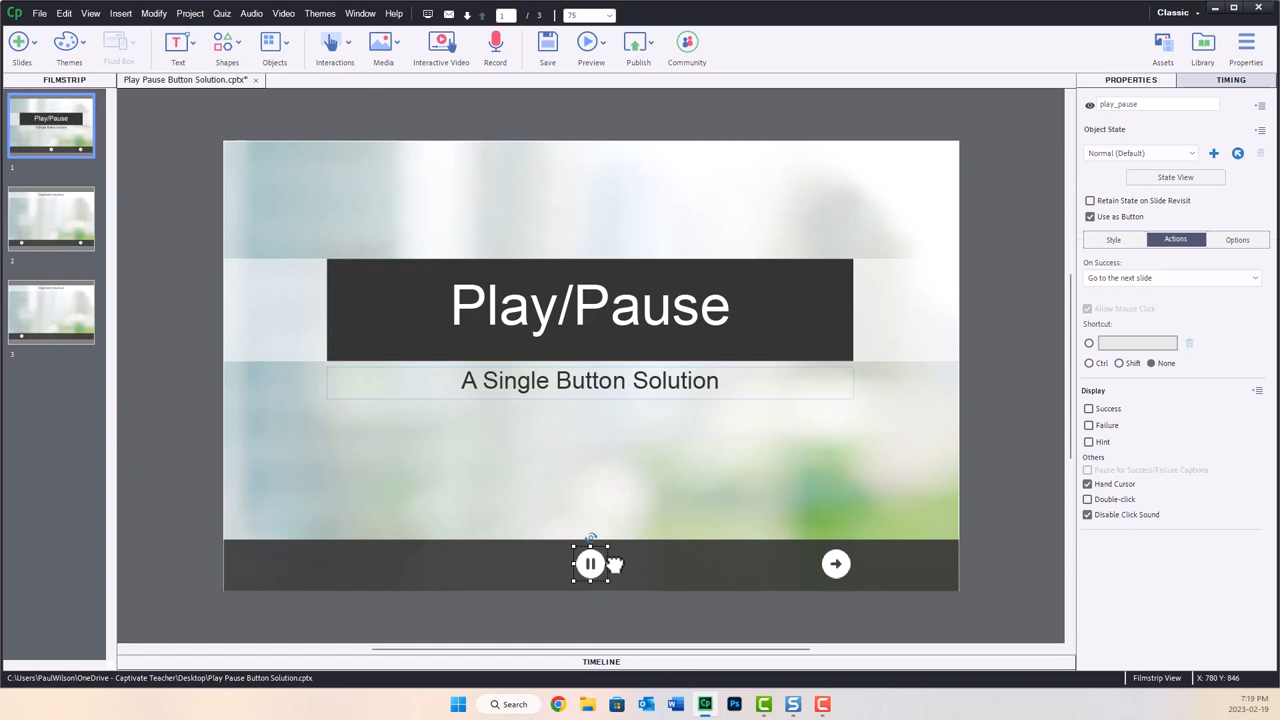 Cp File Edit View Insert Modify Project Quiz Audio Video Themes Window Help 1 / 3 75 Classic
Slides Themes Fluid Box Text Shapes Objects Interactions Media Interactive Video Record Save Preview Publish Community Assets Library Properties
FILMSTRIP Play Pause Button Solution.cptx* × PROPERTIES TIMING
Play/Pause
A Single Button Solution
1
2
3
play_pause
Object State
Normal (Default)
State View
Retain State on Slide Revisit
Use as Button
Style Actions Options
On Success:
Go to the next slide
Allow Mouse Click
Shortcut:
Ctrl Shift None
Display
Success
Failure
Hint
Others
Pause for Success/Failure Captions
Hand Cursor
Double-click
Disable Click Sound
Play/Pause
A Single Button Solution
TIMELINE
C:\Users\PaulWilson\OneDrive - Captivate Teacher\Desktop\Play Pause Button Solution.cptx Filmstrip View X: 780 Y: 846
Search
7:19 PM
2023-02-19